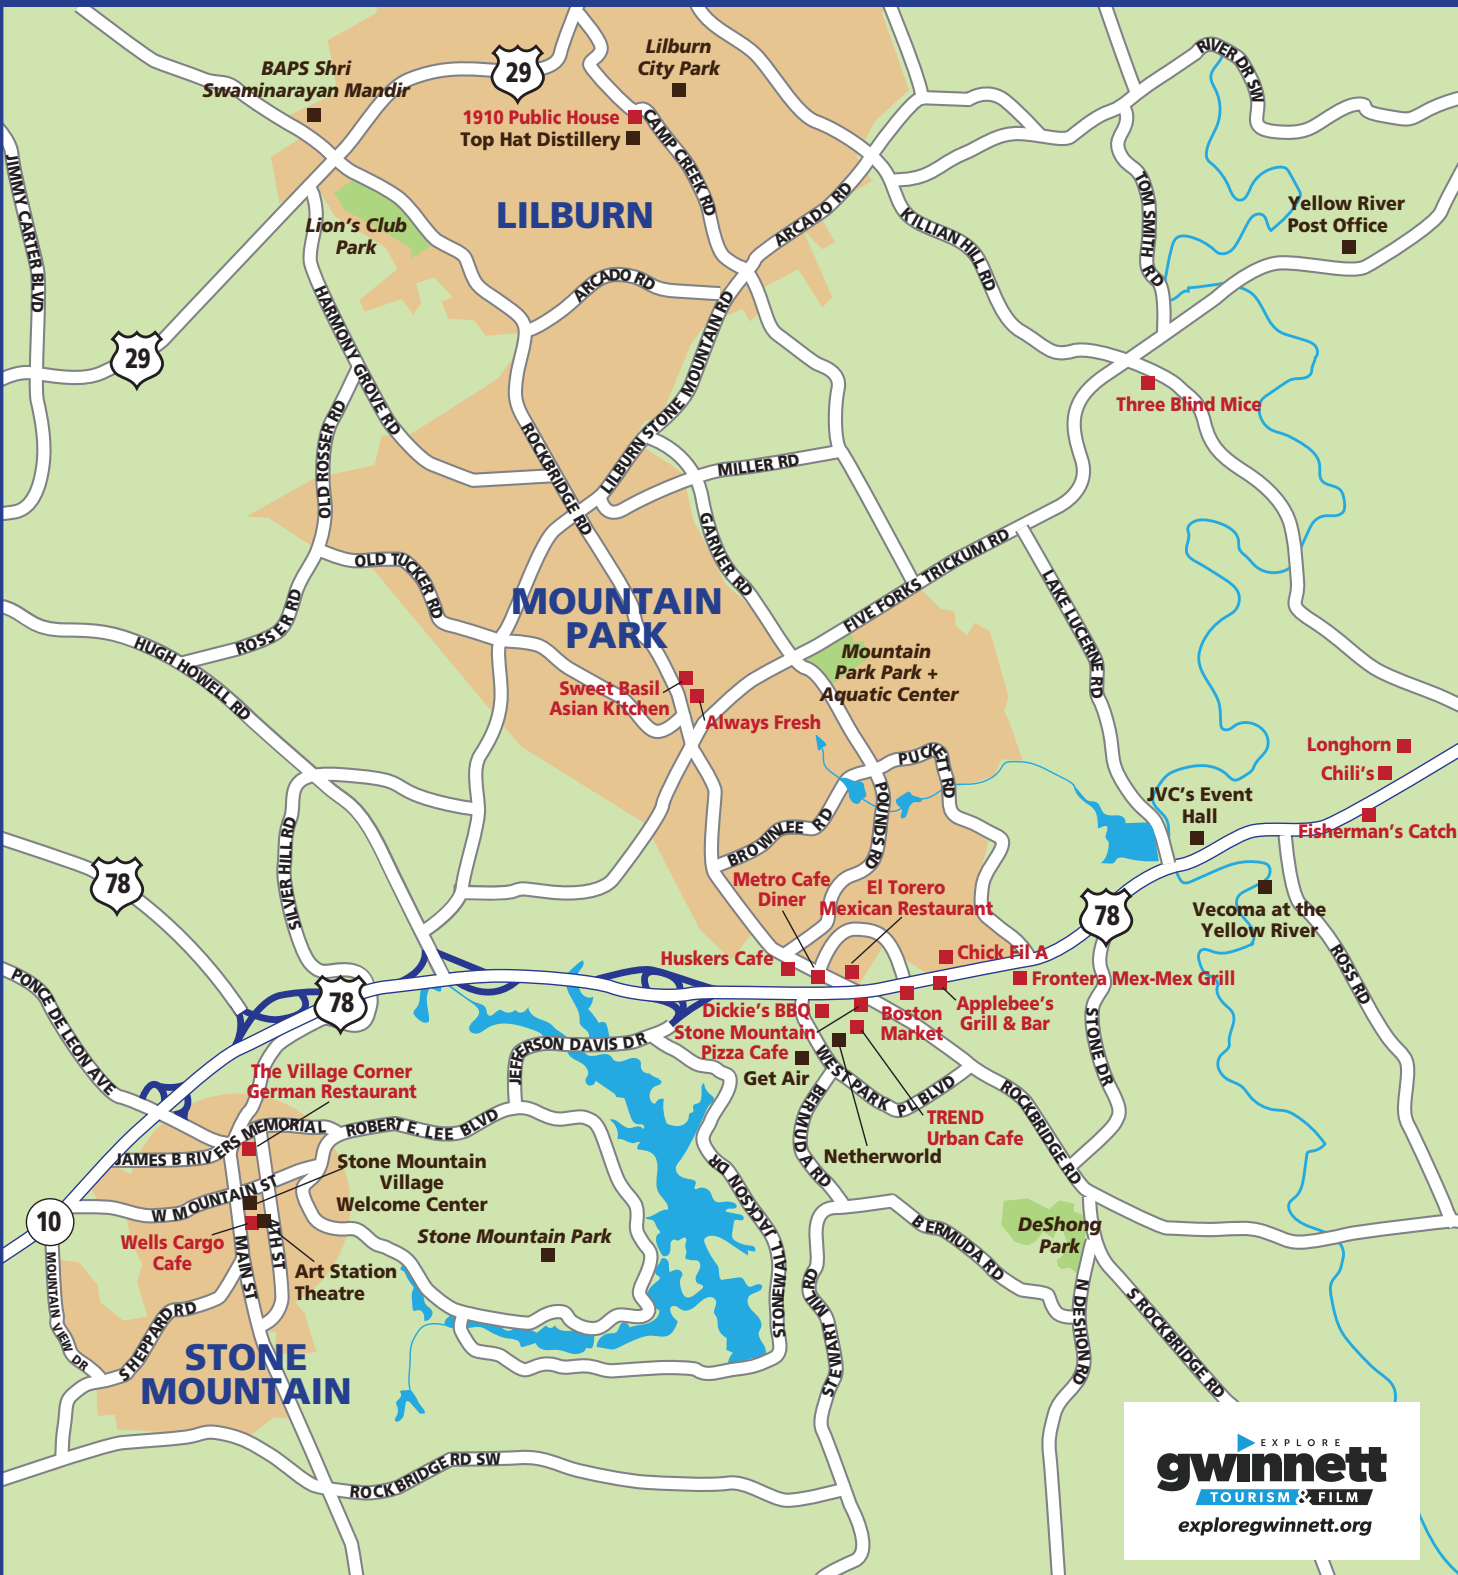 BAPS Shri
Swaminarayan Mandir
29
Lilburn
City Park
RIVER DR SW
1910 Public House
Top Hat Distillery
CAMP CREEK RD
JIMMY CARTER BLVD
LILBURN
Lion's Club
Park
ARCADO RD
KILLIAN HILL RD
TOM SMITH RD
Yellow River
Post Office
ARCADO RD
HARMONY GROVE RD
29
LILBURN STONE MOUNTAIN RD
Three Blind Mice
OLD ROSSER RD
ROCKBRIDGE RD
MILLER RD
GARNER RD
OLD TUCKER RD
FIVE FORKS TRICKUM RD
LAKE LUCERNE RD
MOUNTAIN
PARK
ROSSER RD
HUGH HOWELL RD
Mountain
Park Park +
Aquatic Center
Sweet Basil
Asian Kitchen
Always Fresh
PUCKETT RD
Longhorn
Chili's
JVC's Event
Hall
Fisherman's Catch
POUNDS RD
BROWNLEE RD
SILVER HILL RD
78
Metro Cafe
Diner
El Torero
Mexican Restaurant
78
Vecoma at the
Yellow River
Huskers Cafe
Chick Fil A
Frontera Mex-Mex Grill
ROSS RD
PONCE DE LEON AVE
78
Dickie's BBQ
Boston
Market
Applebee's
Grill & Bar
Stone Mountain
Pizza Cafe
STONE DR
JEFFERSON DAVIS DR
Get Air
WEST PARK PL BLVD
The Village Corner
German Restaurant
BERMUDA RD
ROCKBRIDGE RD
TREND
Urban Cafe
Netherworld
JAMES B RIVERS MEMORIAL
ROBERT E. LEE BLVD
STONEWALL JACKSON DR
Stone Mountain
Village
Welcome Center
W MOUNTAIN ST
10
4TH ST
MAIN ST
Wells Cargo
Cafe
Stone Mountain Park
BERMUDA RD
DeShong
Park
Art Station
Theatre
MOUNTAIN VIEW DR
SHEPPARD RD
STEWART MILL RD
N DESHON RD
S ROCKBRIDGE RD
STONE
MOUNTAIN
ROCKBRIDGE RD SW
EXPLORE
gwinnett
TOURISM & FILM
exploregwinnett.org